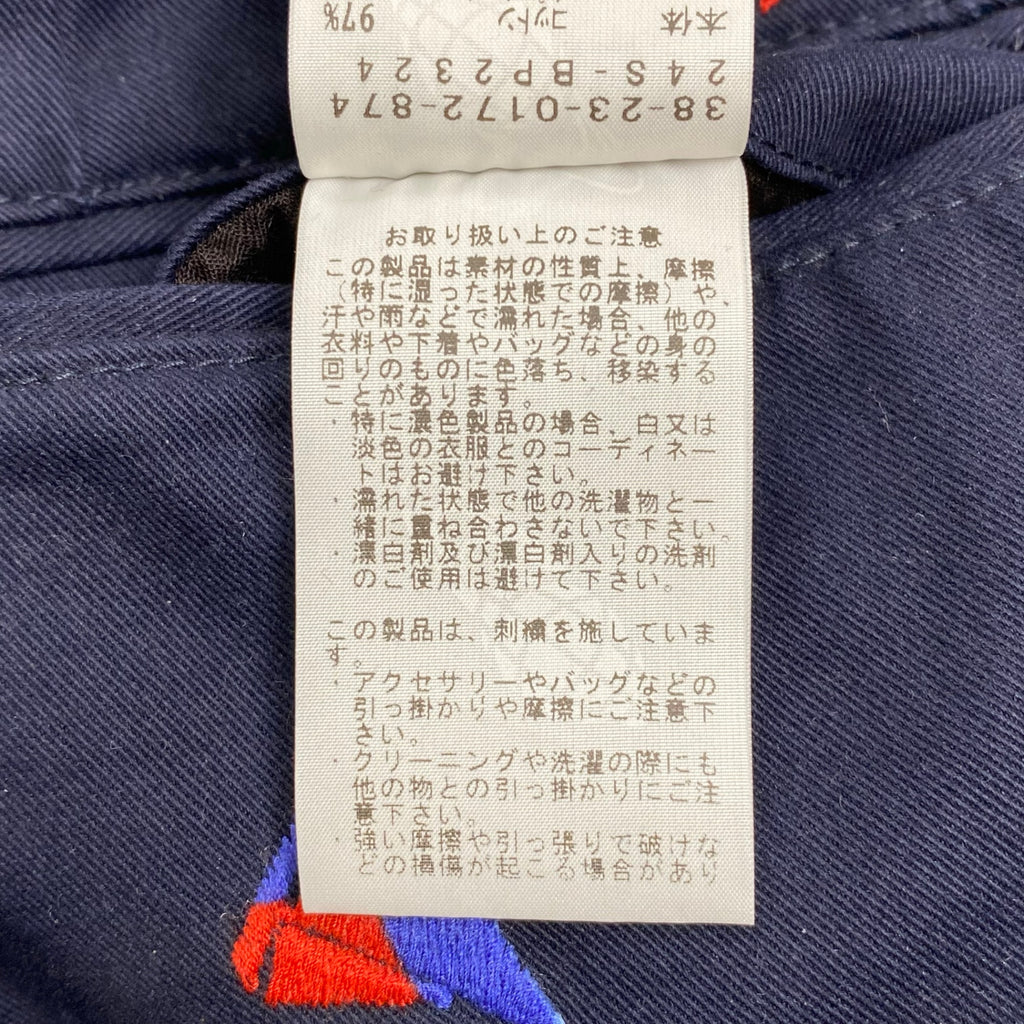 本体 コットン 97%
24S-BP2324
38-23-0172-874
お取り扱い上のご注意
この製品は素材の性質上、摩擦
（特に湿った状態での摩擦）や、
汗や雨などで濡れた場合、他の
衣料や下着やバッグなどの身の
回りのものに色落ち、移染する
ことがあります。
・特に濃色製品の場合、白又は
淡色の衣服とのコーディネー
トはお避け下さい。
・濡れた状態で他の洗濯物と一
緒に重ね合わさないで下さい。
・漂白剤及び漂白剤入りの洗剤
のご使用は避けて下さい。
この製品は、刺繍を施していま
す。
・アクセサリーやバッグなどの
引っ掛かりや摩擦にご注意下
さい。
・クリーニングや洗濯の際にも
他の物との引っ掛かりにご注
意下さい。
・強い摩擦や引っ張りで破けな
どの損傷が起こる場合があり